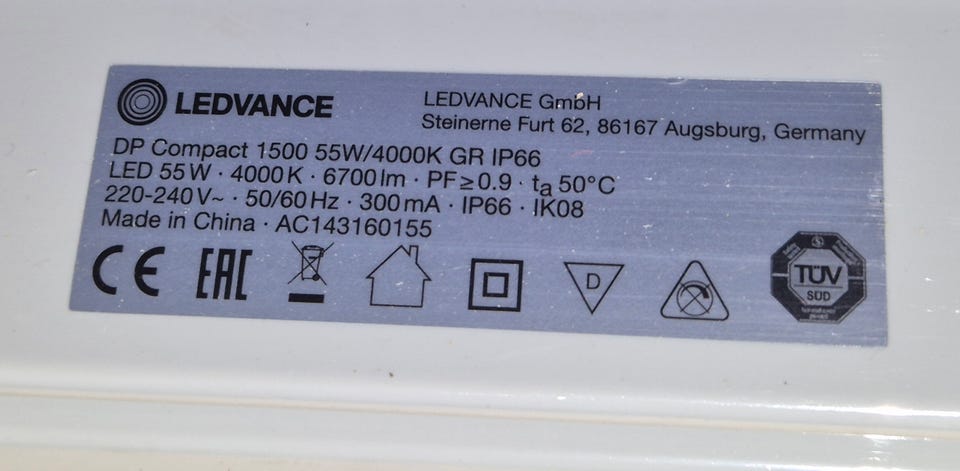 LEDVANCE
LEDVANCE GmbH
Steinerne Furt 62, 86167 Augsburg, Germany
DP Compact 1500 55W/4000K GR IP66
LED 55W · 4000K · 6700lm · PF≥0.9 · ta 50°C
220-240V~ · 50/60Hz · 300mA · IP66 · IK08
Made in China · AC143160155
CE EAC D TÜV
SÜD